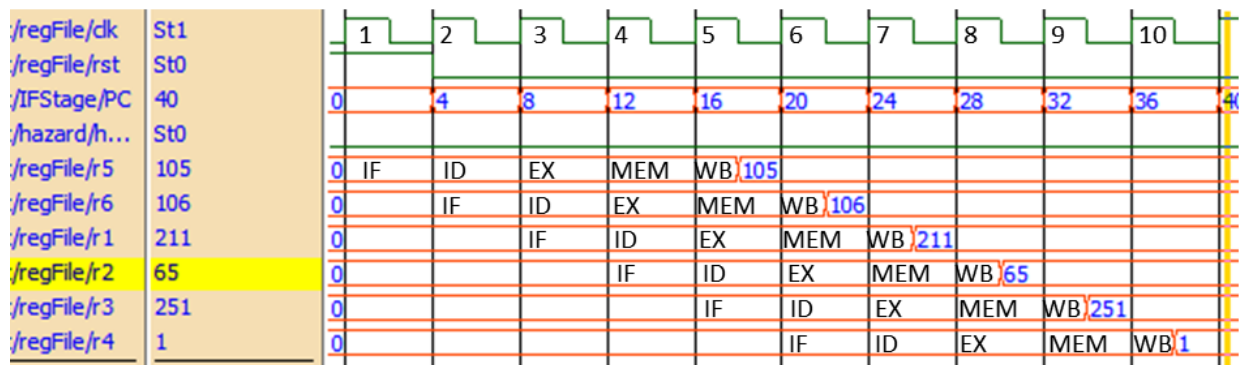 :/regFile/clk St1 1 2 3 4 5 6 7 8 9 10
:/regFile/rst St0
:/IFStage/PC 40 0 4 8 12 16 20 24 28 32 36 40
:/hazard/h... St0
:/regFile/r5 105 0 IF ID EX MEM WB 105
:/regFile/r6 106 0 IF ID EX MEM WB 106
:/regFile/r1 211 0 IF ID EX MEM WB 211
:/regFile/r2 65 0 IF ID EX MEM WB 65
:/regFile/r3 251 0 IF ID EX MEM WB 251
:/regFile/r4 1 0 IF ID EX MEM WB 1